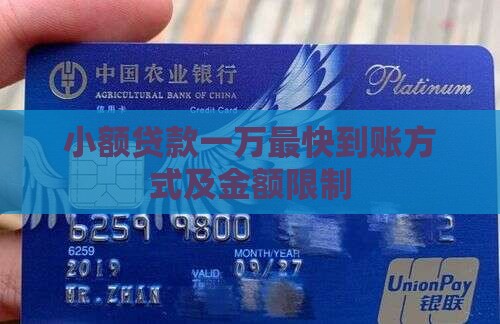 中国农业银行
Platinum
AGRICULTURAL BANK OF CHINA
信用卡 Credit Card
小额贷款一万最快到账方
式及金额限制
6259 9800 2
6259
MONTH/YEAR
2019 VALID 09/27
MR.ZHAN
UnionPay
银联